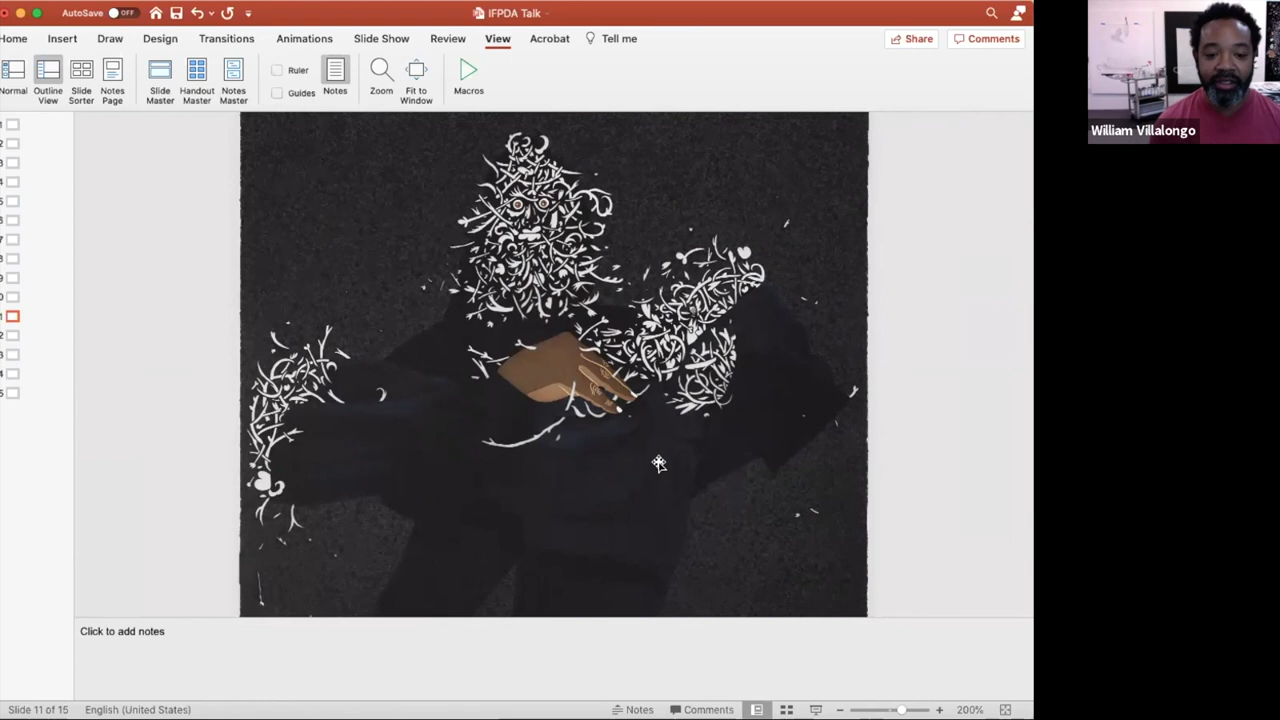 AutoSave OFF
IFPDA Talk
Home Insert Draw Design Transitions Animations Slide Show Review View Acrobat Tell me
Share Comments
Normal
Outline View
Slide Sorter
Notes Page
Slide Master
Handout Master
Notes Master
Ruler
Guides
Notes
Zoom
Fit to Window
Macros
William Villalongo
Click to add notes
Slide 11 of 15 English (United States) Notes Comments 200%